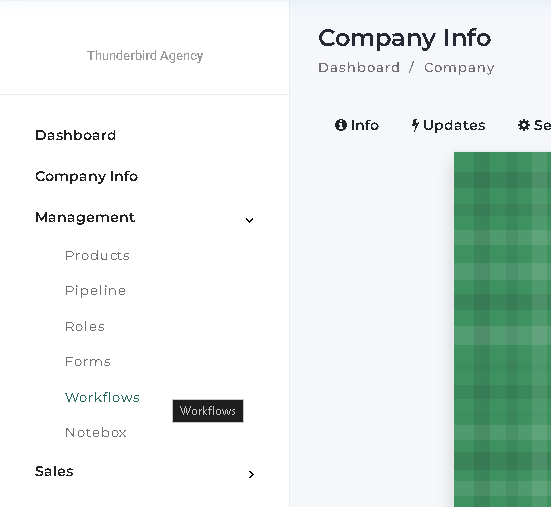 Thunderbird Agency
Dashboard
Company Info
Management
Products
Pipeline
Roles
Forms
Workflows
Workflows
Notebox
Sales
Company Info
Dashboard / Company
Info
Updates